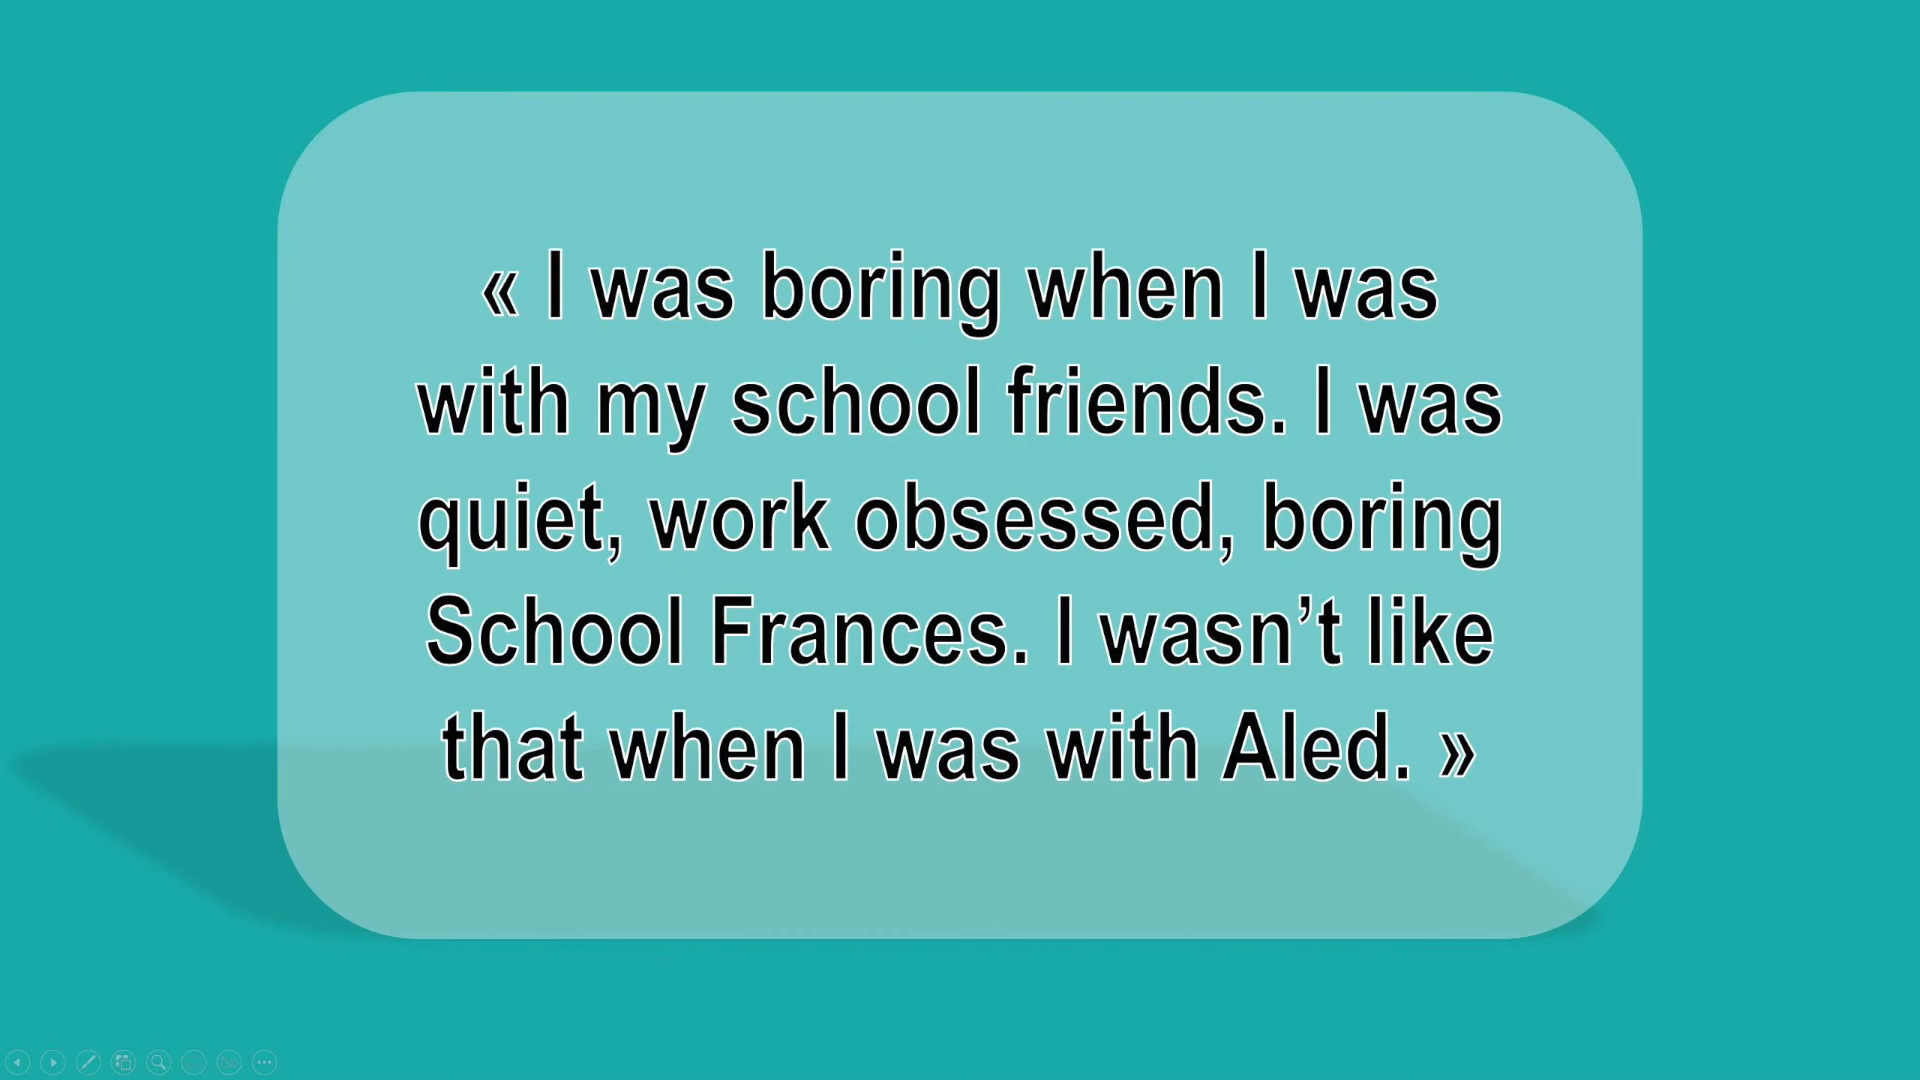 « I was boring when I was
with my school friends. I was
quiet, work obsessed, boring
School Frances. I wasn’t like
that when I was with Aled. »